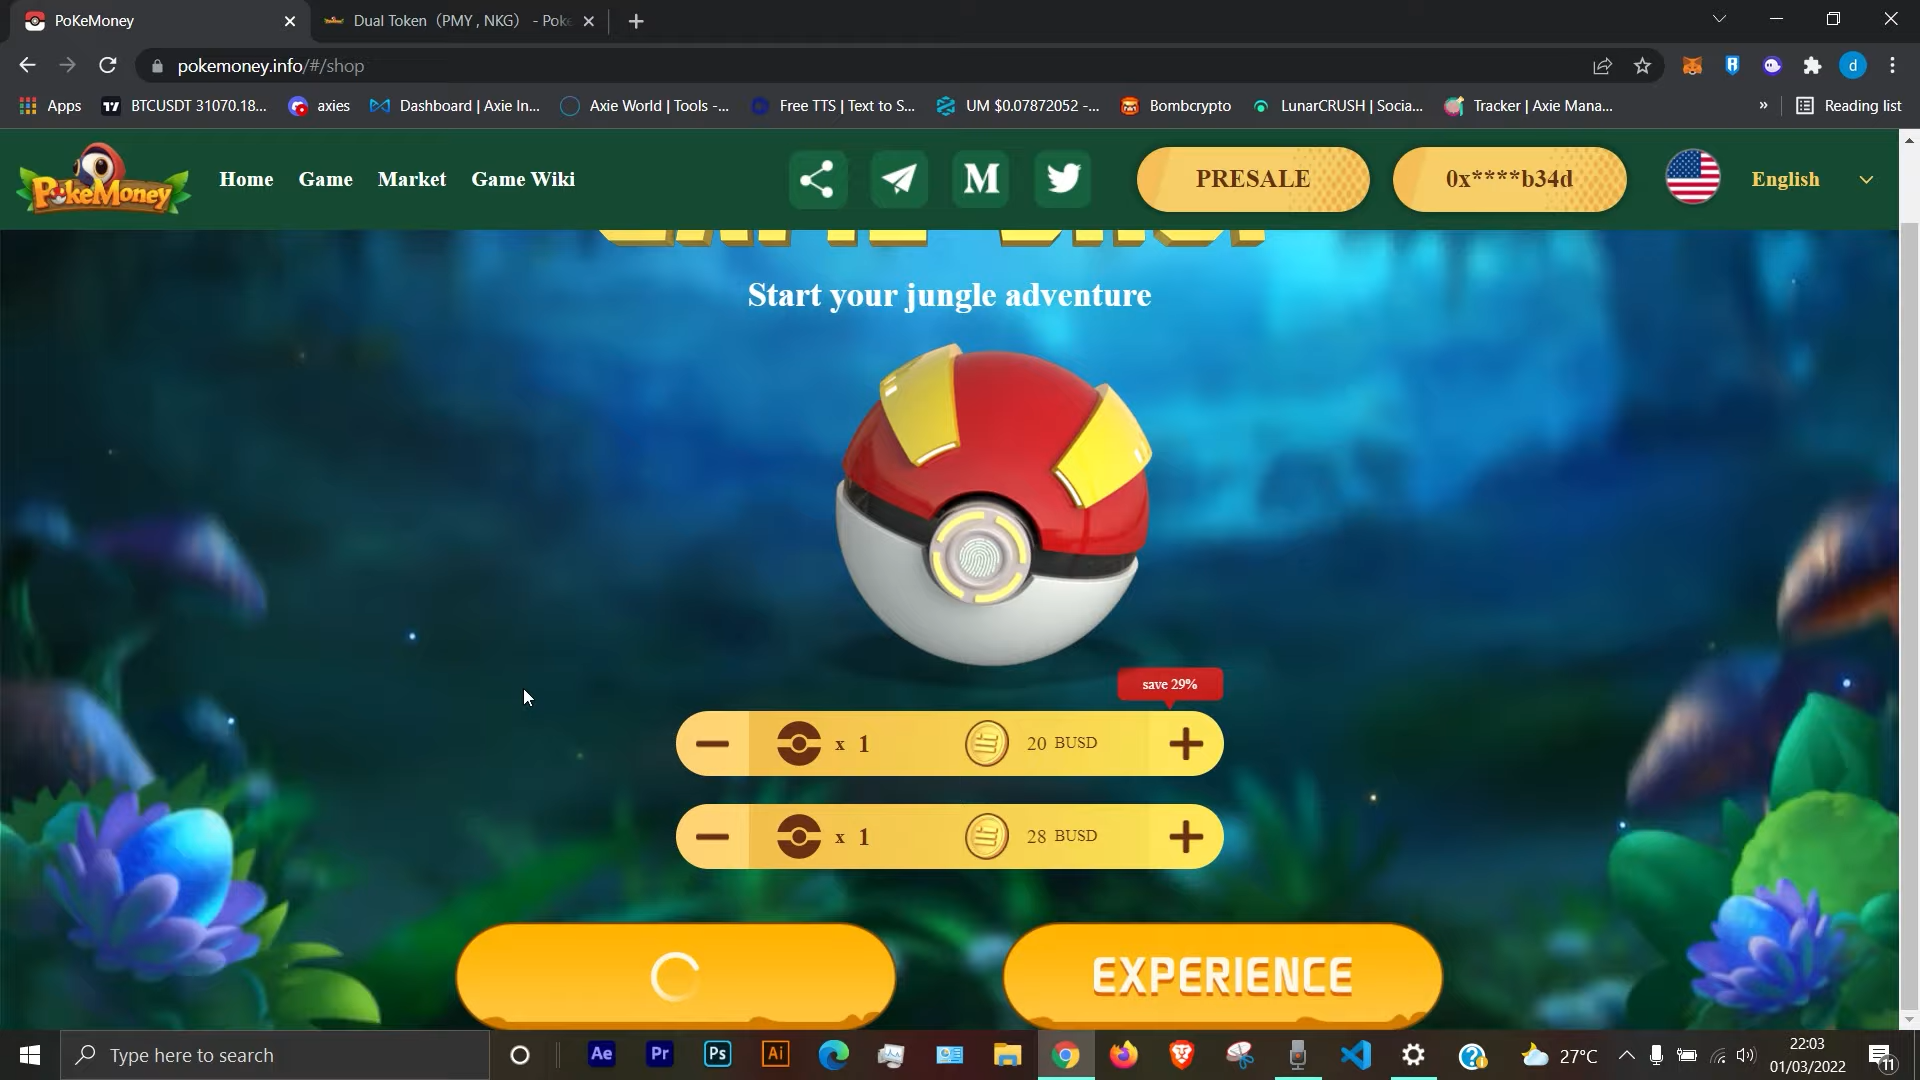 PoKeMoney
Dual Token（PMY , NKG） - Poke
pokemoney.info/#/shop
Apps
BTCUSDT 31070.18...
axies
Dashboard | Axie In...
Axie World | Tools -...
Free TTS | Text to S...
UM $0.07872052 -...
Bombcrypto
LunarCRUSH | Socia...
Tracker | Axie Mana...
»
Reading list
d
PokeMoney
Home
Game
Market
Game Wiki
M
PRESALE
0x****b34d
English
Start your jungle adventure
save 29%
x 1
20 BUSD
x 1
28 BUSD
EXPERIENCE
Type here to search
Ae
Pr
Ps
Ai
27°C
22:03
01/03/2022
11